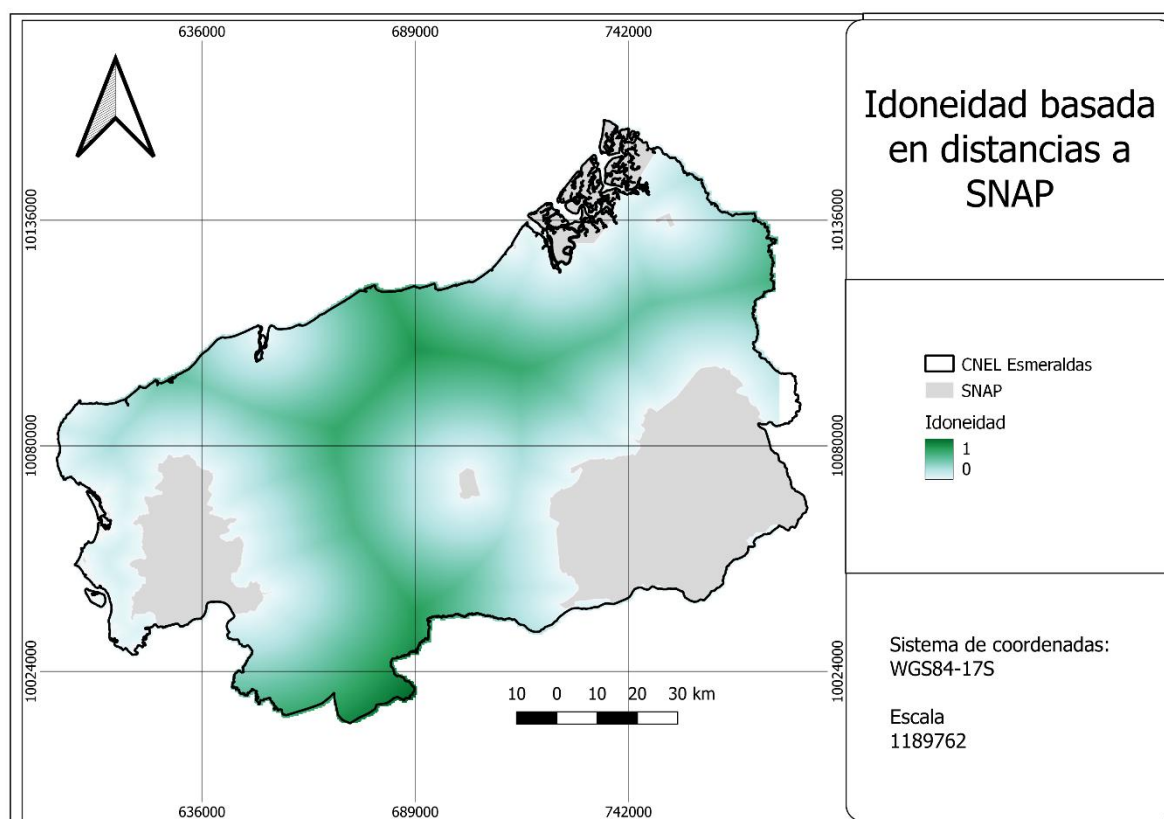 636000 689000 742000
Idoneidad basada
en distancias a
SNAP
10136000 10136000
CNEL Esmeraldas
SNAP
Idoneidad
1
0
10080000 10080000
Sistema de coordenadas:
WGS84-17S
10024000 10024000
10 0 10 20 30 km
Escala
1189762
636000 689000 742000